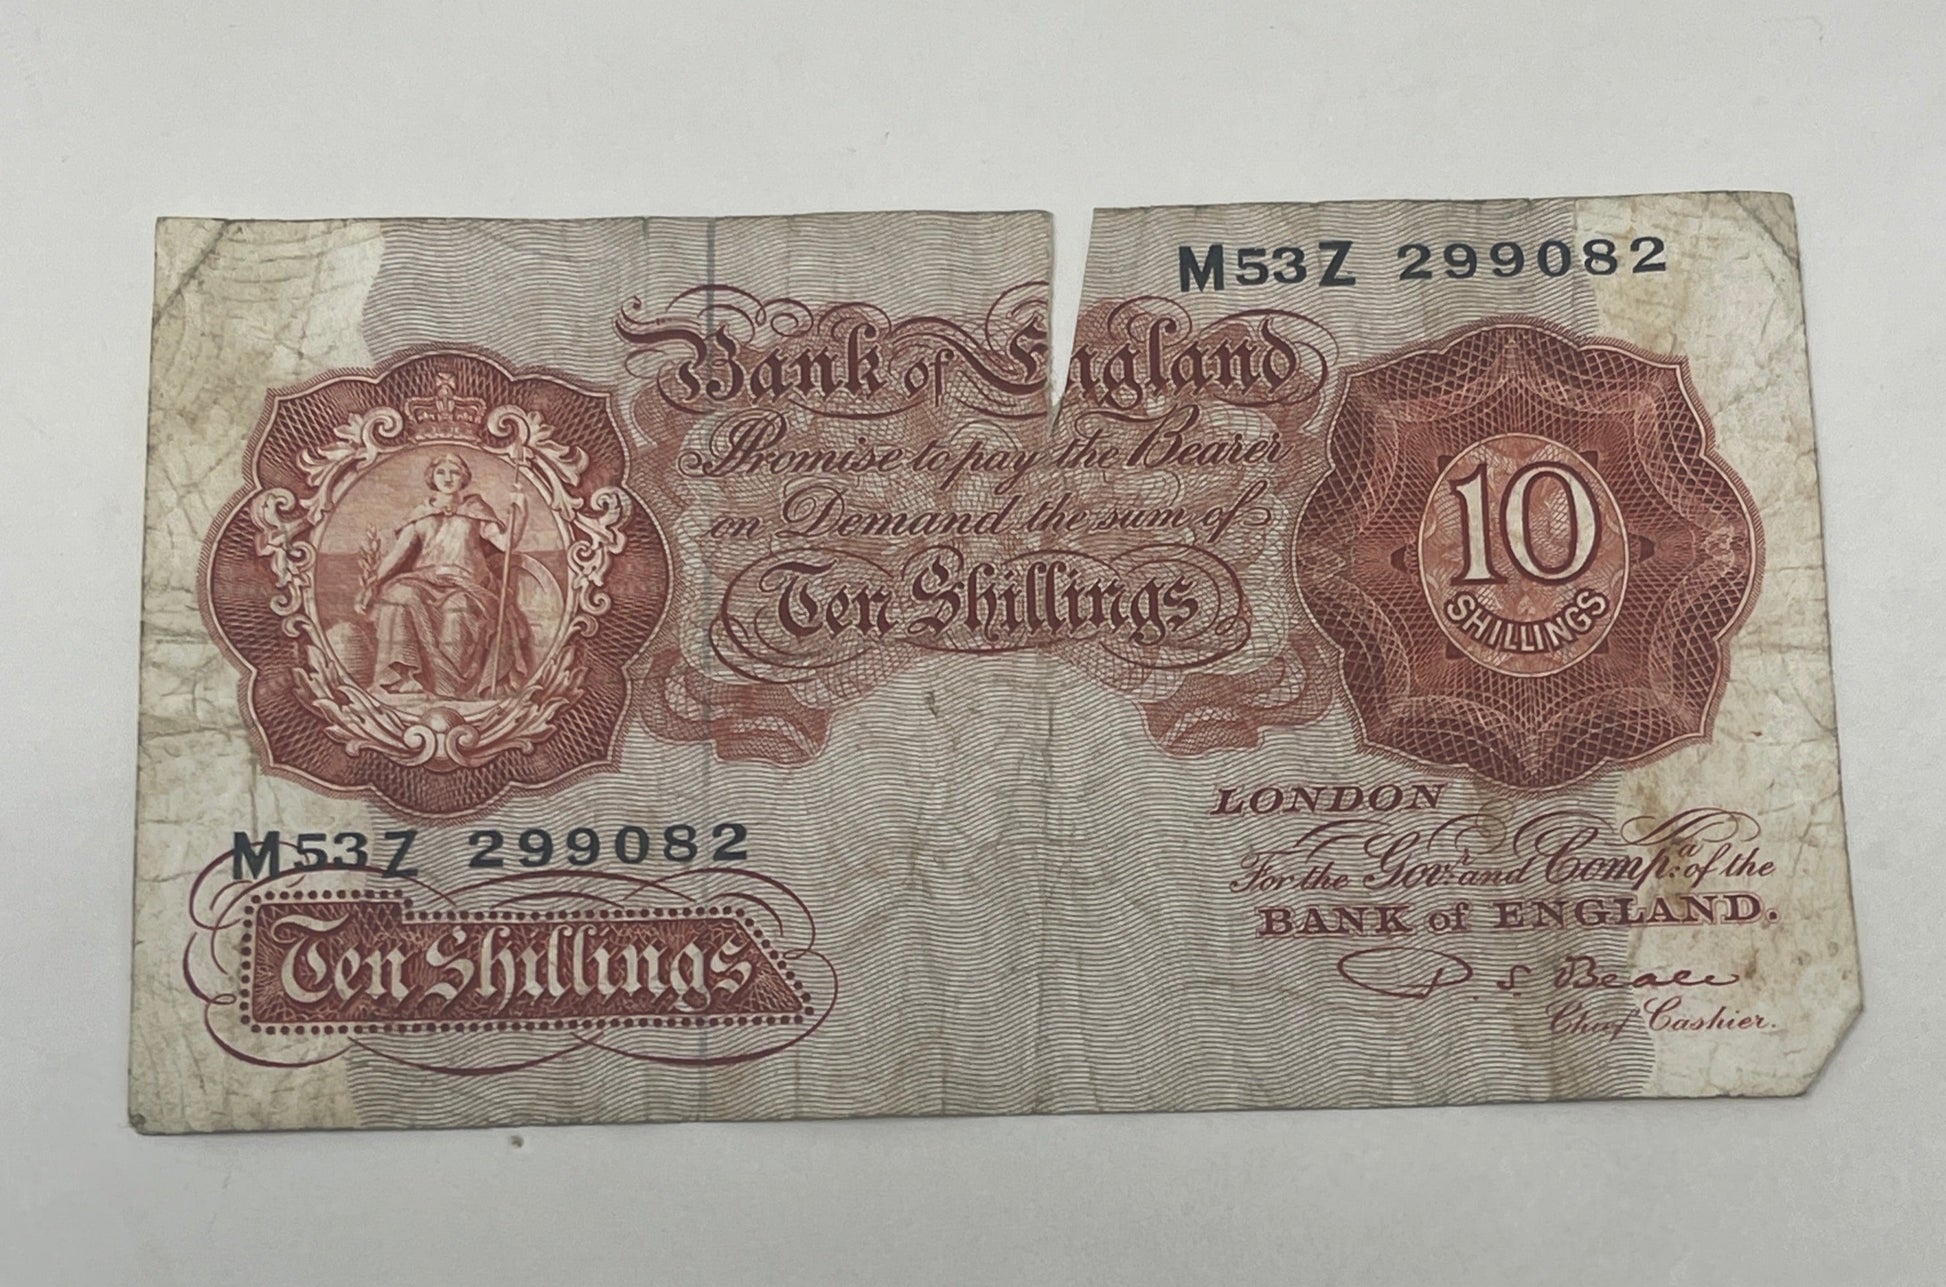 M53Z 299082
Bank of England
Promise to pay the Bearer
on Demand the sum of
Ten Shillings
10
SHILLINGS
M53Z 299082
Ten Shillings
LONDON
For the Govr. and Compa. of the
BANK of ENGLAND.
P. S. Beale
Chief Cashier.